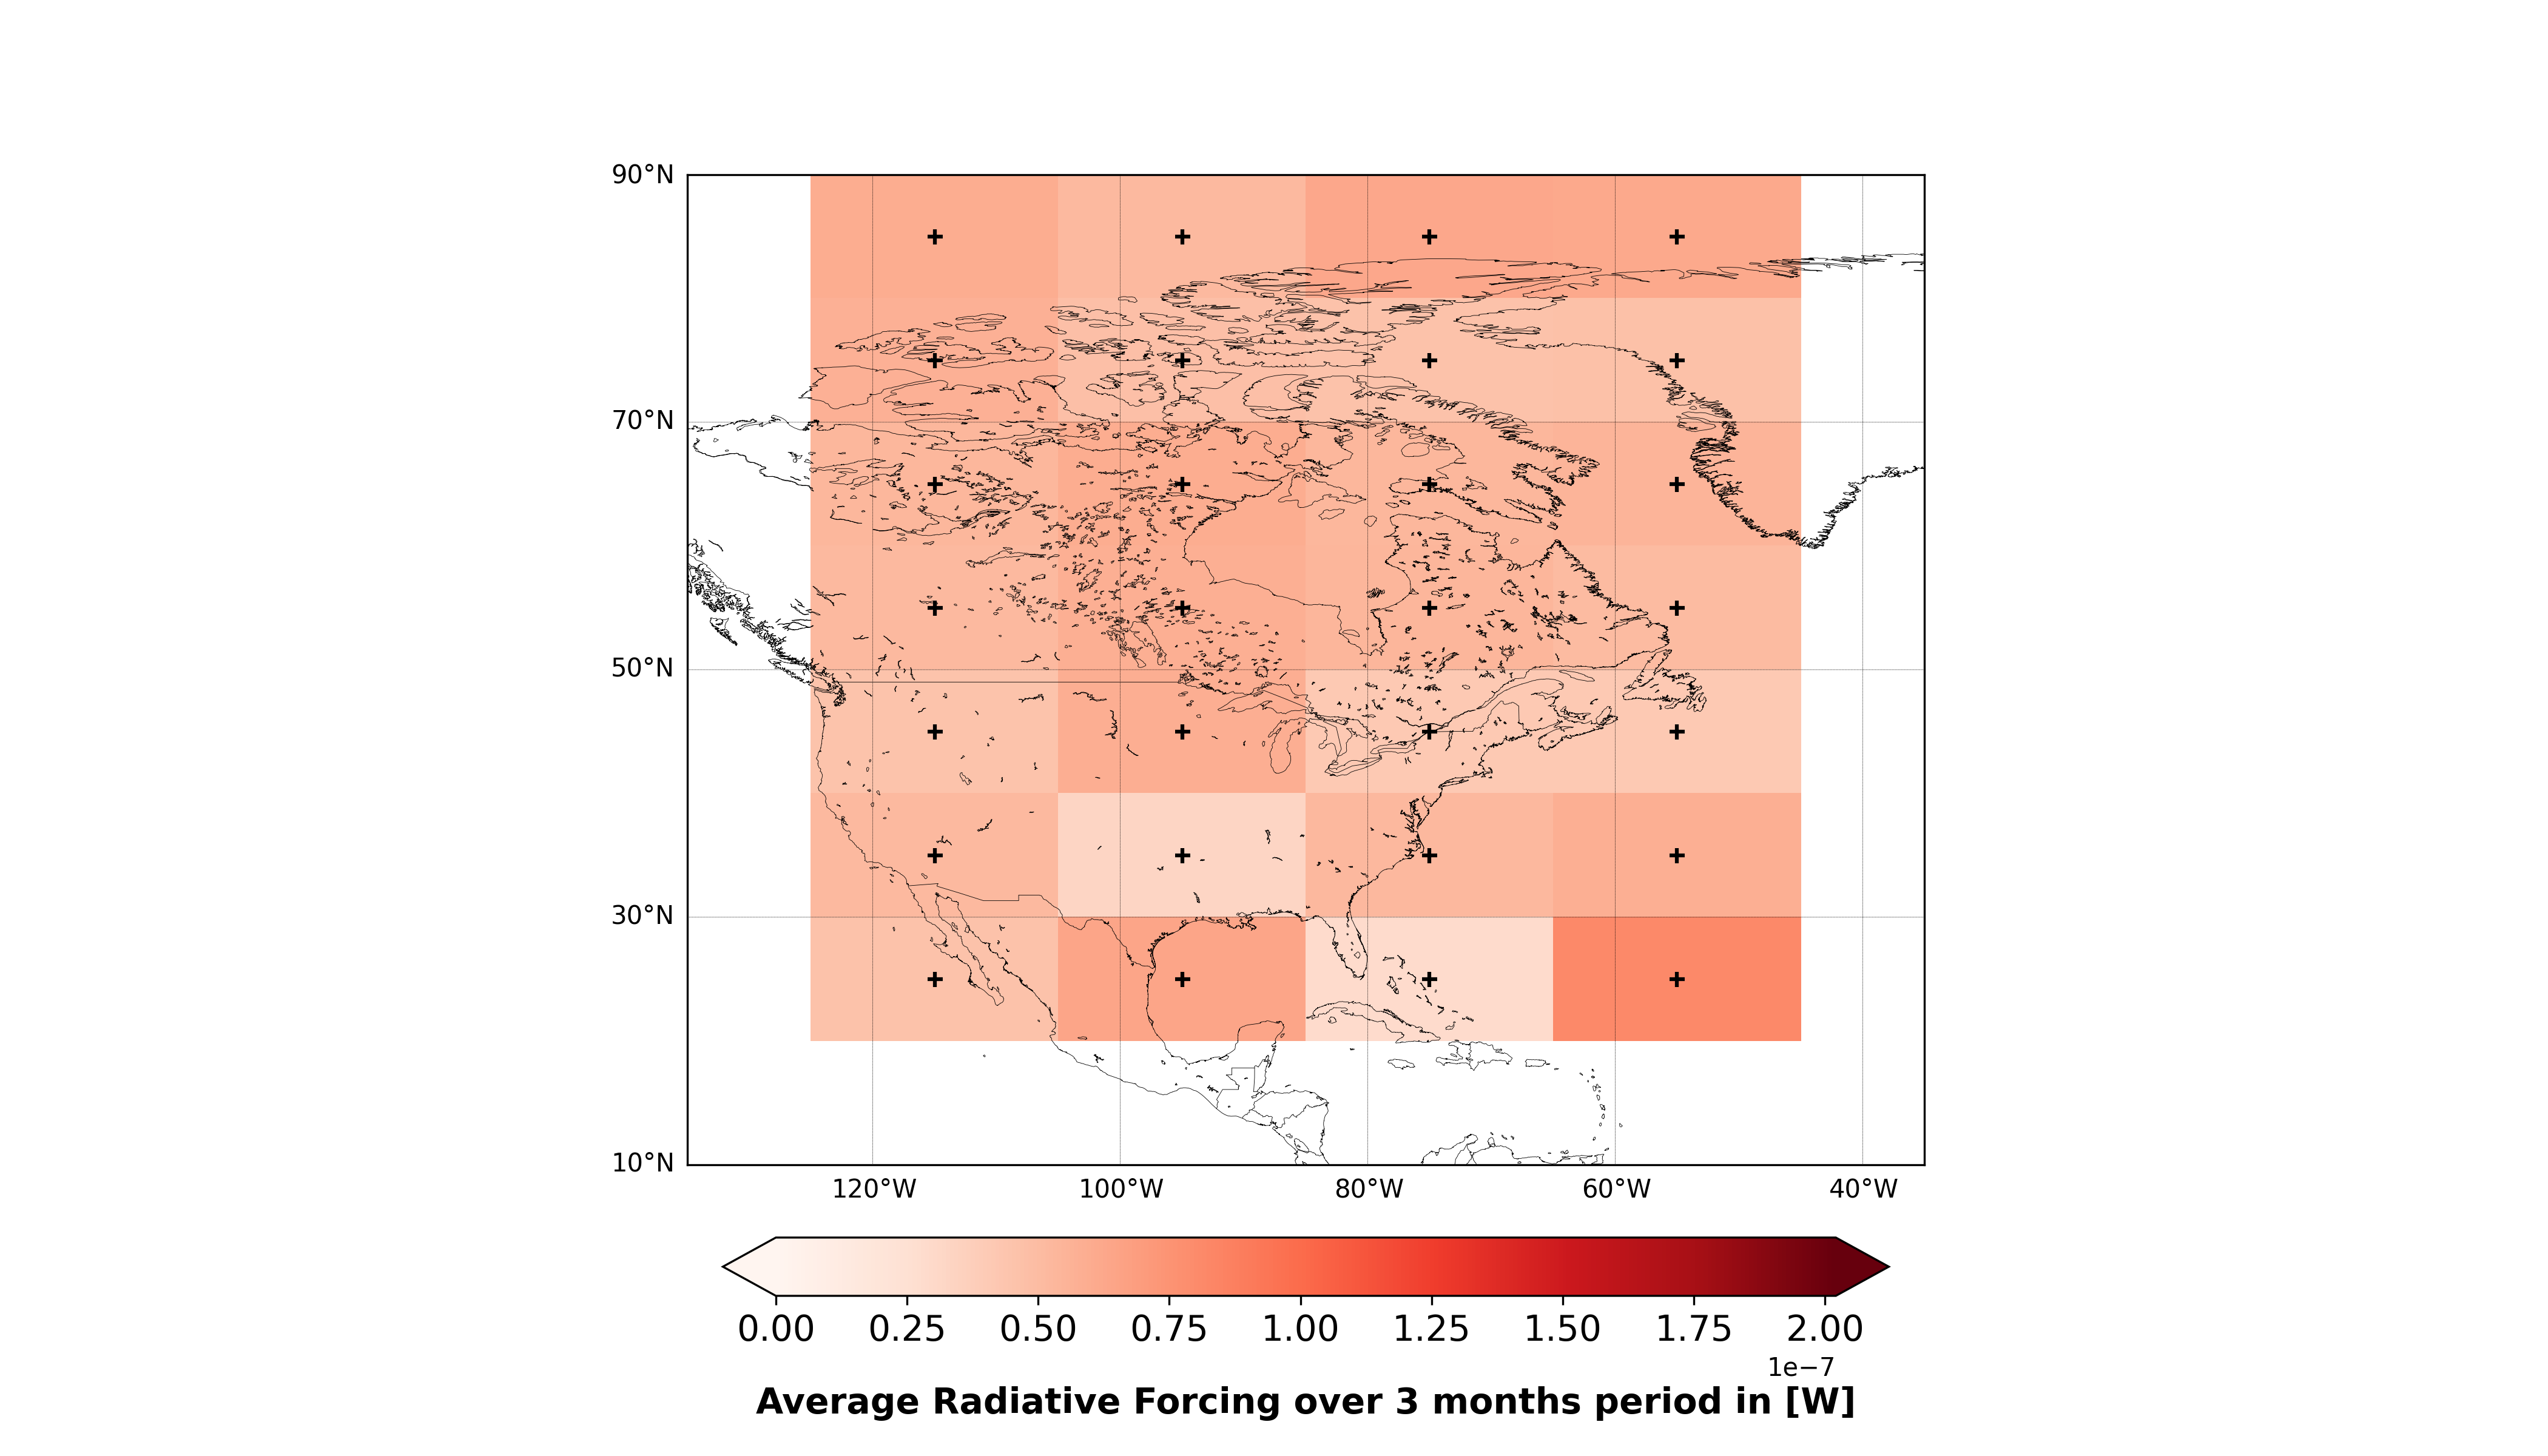 90°N
70°N
50°N
30°N
10°N
120°W 100°W 80°W 60°W 40°W
0.00 0.25 0.50 0.75 1.00 1.25 1.50 1.75 2.00
1e−7
Average Radiative Forcing over 3 months period in [W]